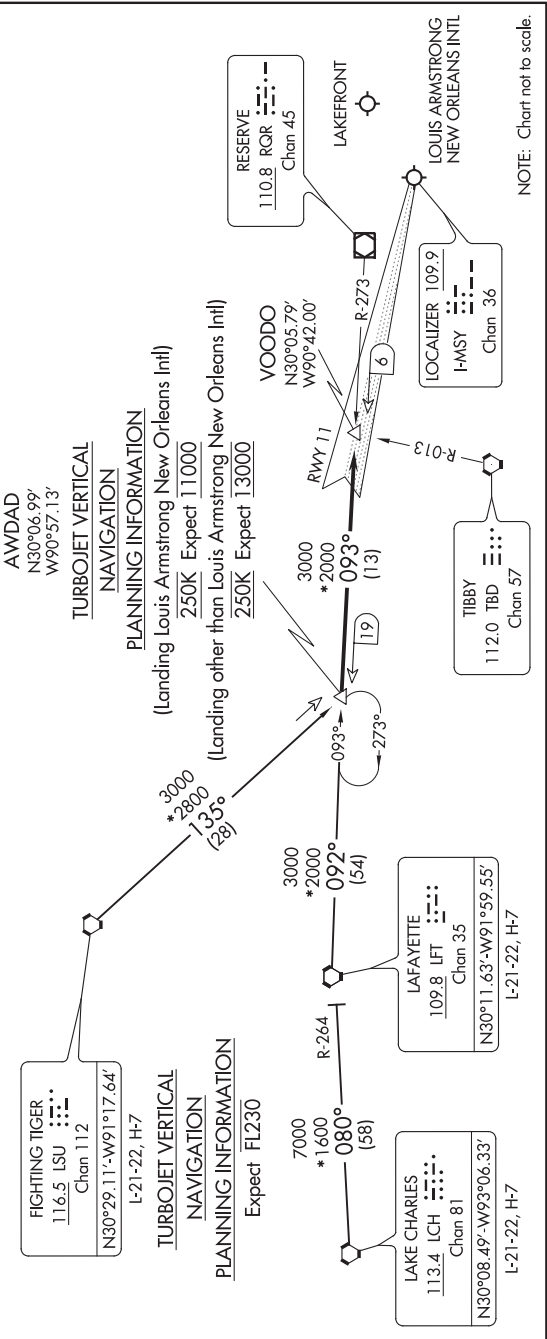 AWDAD
N30°06.99'
W90°57.13'
TURBOJET VERTICAL
NAVIGATION
PLANNING INFORMATION
(Landing Louis Armstrong New Orleans Intl)
250K Expect 11000
(Landing other than Louis Armstrong New Orleans Intl)
250K Expect 13000
RESERVE
110.8 RQR
Chan 45
LAKEFRONT
LOUIS ARMSTRONG
NEW ORLEANS INTL
VOODO
N30°05.79'
W90°42.00'
R-273
6
RWY 11
LOCALIZER 109.9
I-MSY
Chan 36
R-013
TIBBY
112.0 TBD
Chan 57
3000
*2000
093°
(13)
19
093°
273°
3000
*2800
135°
(28)
3000
*2000
092°
(54)
FIGHTING TIGER
116.5 LSU
Chan 112
N30°29.11'-W91°17.64'
L-21-22, H-7
TURBOJET VERTICAL
NAVIGATION
PLANNING INFORMATION
Expect FL230
LAFAYETTE
109.8 LFT
Chan 35
N30°11.63'-W91°59.55'
L-21-22, H-7
R-264
7000
*1600
080°
(58)
LAKE CHARLES
113.4 LCH
Chan 81
N30°08.49'-W93°06.33'
L-21-22, H-7
NOTE: Chart not to scale.